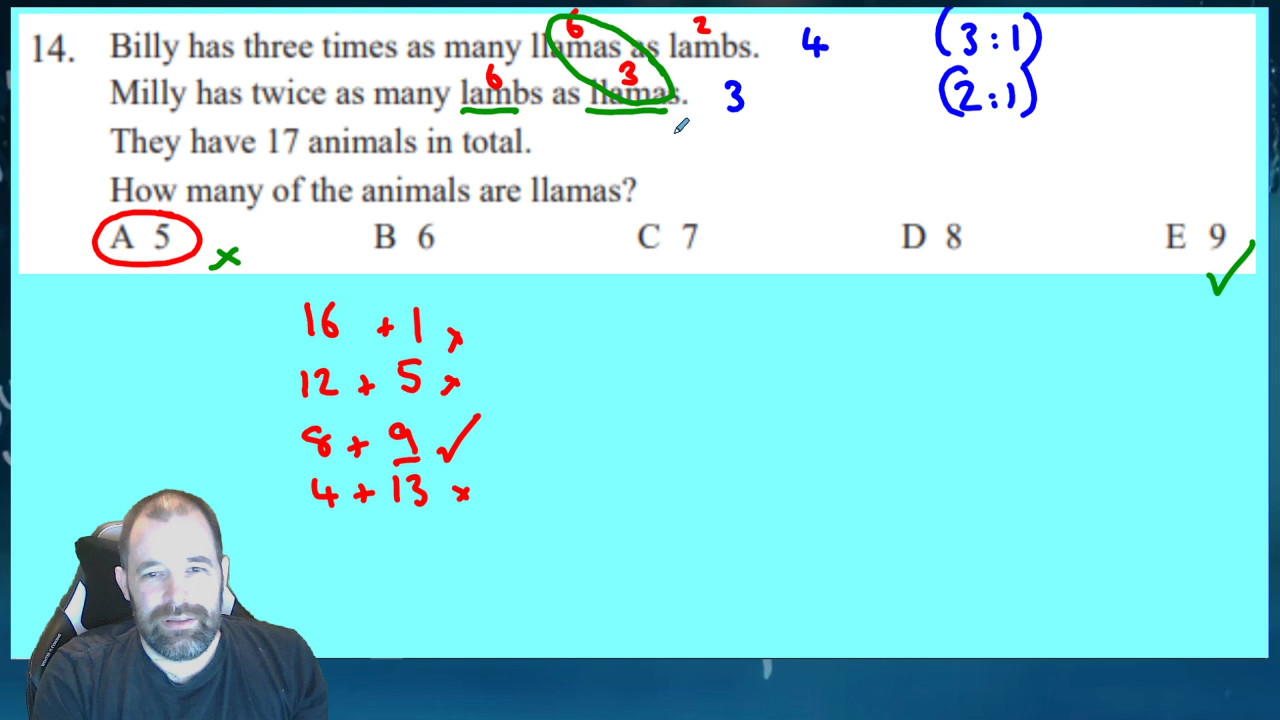 14. Billy has three times as many llamas as lambs. 4 (3:1)
6 2
Milly has twice as many lambs as llamas. 3 (2:1)
6 3
They have 17 animals in total.
How many of the animals are llamas?
A 5 × B 6 C 7 D 8 E 9 ✓
16 + 1 ×
12 + 5 ×
8 + 9 ✓
4 + 13 ×